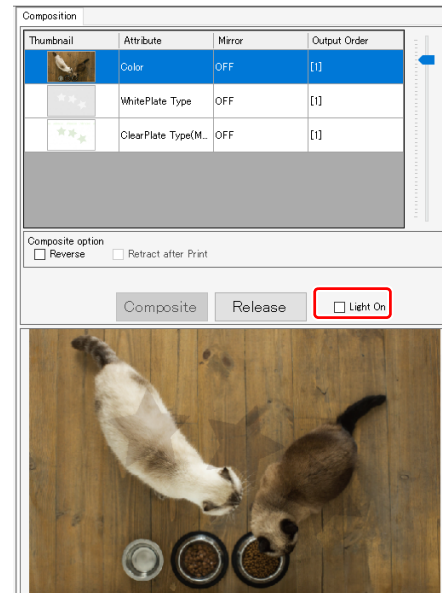 Composition
Thumbnail Attribute Mirror Output Order
Color OFF [1]
WhitePlate Type OFF [1]
ClearPlate Type(M... OFF [1]
Composite option
Reverse Retract after Print
Composite Release Light On